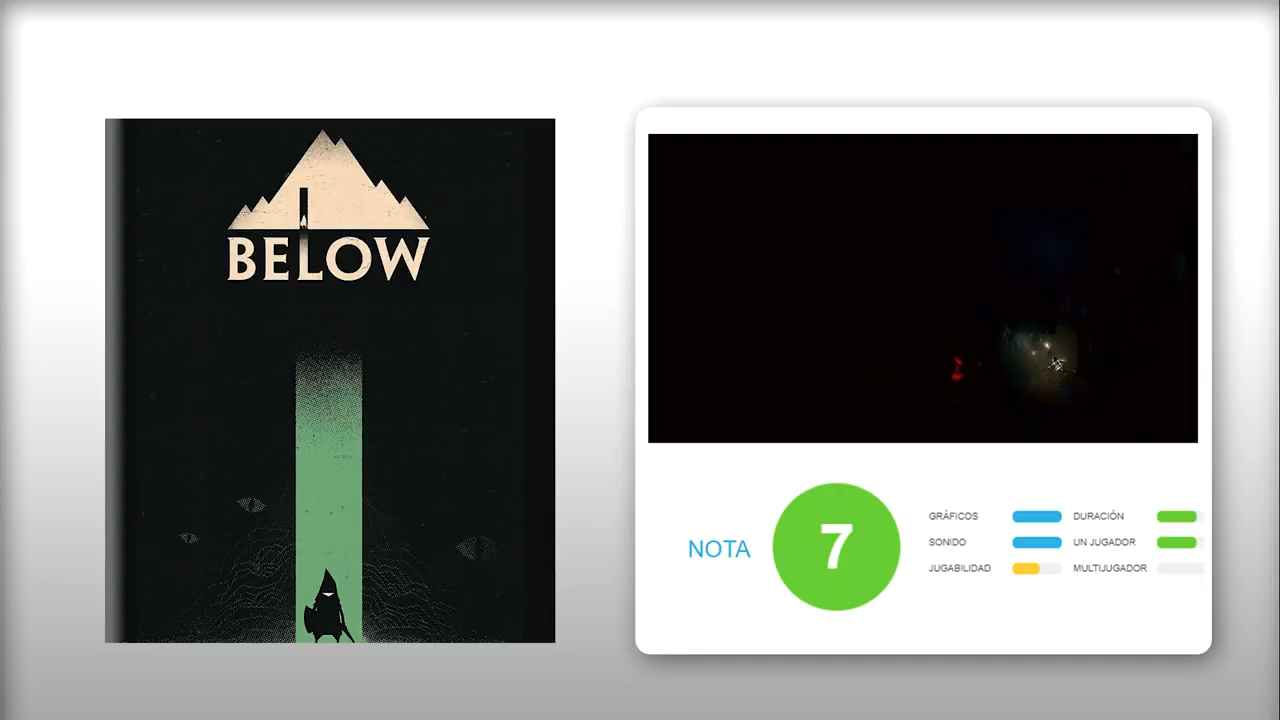 BELOW
NOTA
7
GRÁFICOS
DURACIÓN
SONIDO
UN JUGADOR
JUGABILIDAD
MULTIJUGADOR